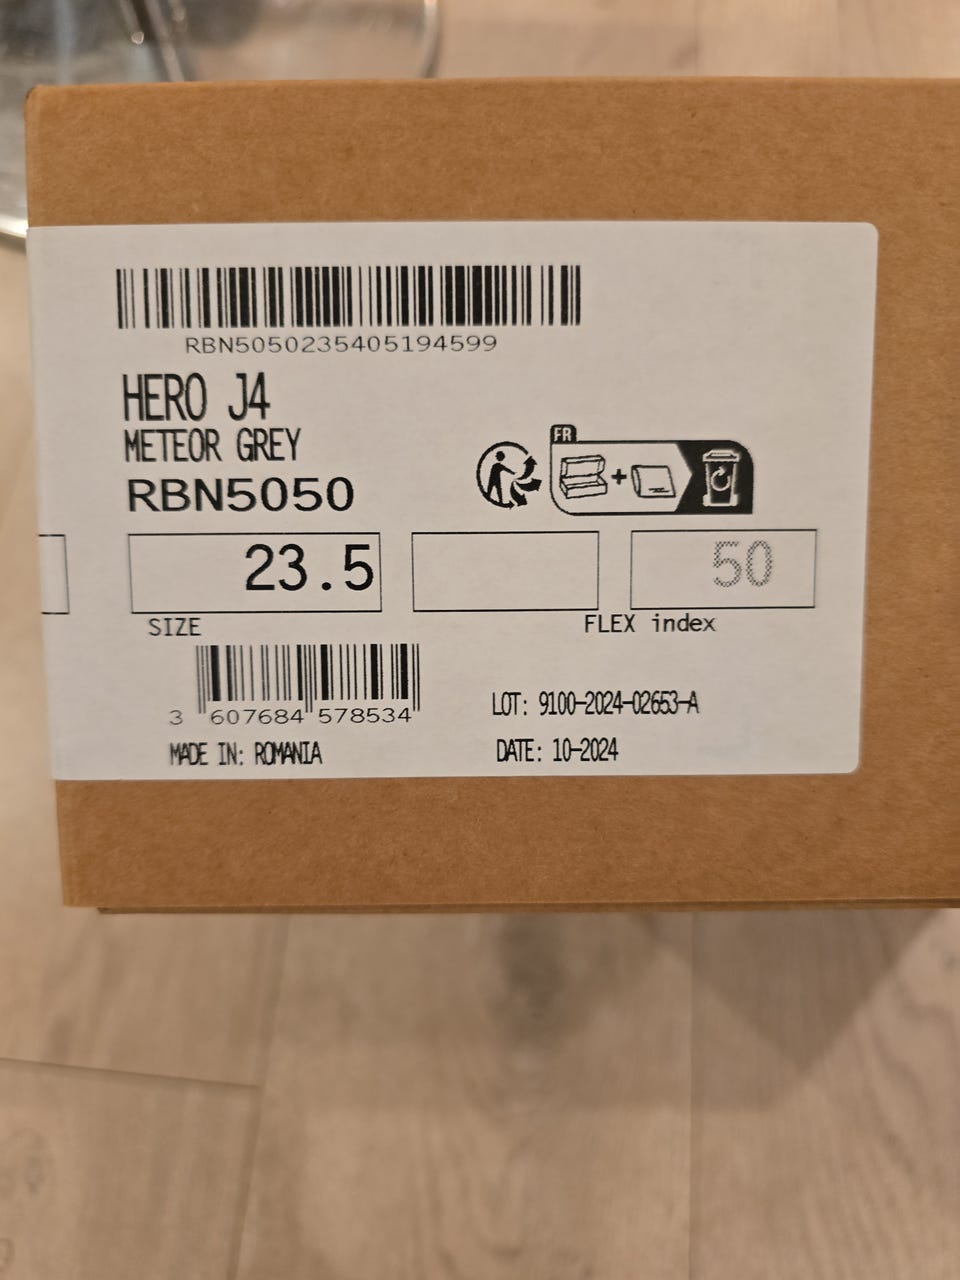 RBN5050235405194599
HERO J4
METEOR GREY
RBN5050
FR
23.5
50
SIZE
FLEX index
3 607684 578534
LOT: 9100-2024-02653-A
MADE IN: ROMANIA
DATE: 10-2024